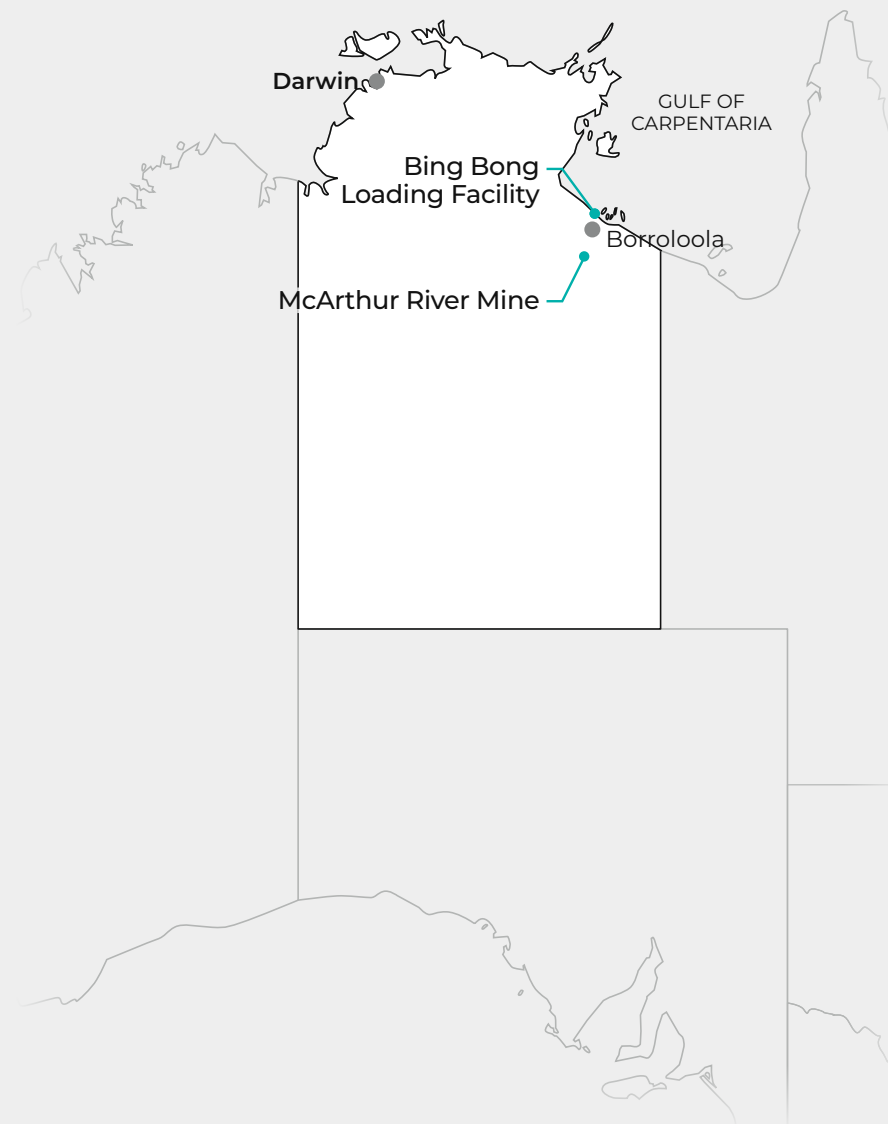 Darwin
GULF OF
CARPENTARIA
Bing Bong
Loading Facility
Borroloola
McArthur River Mine